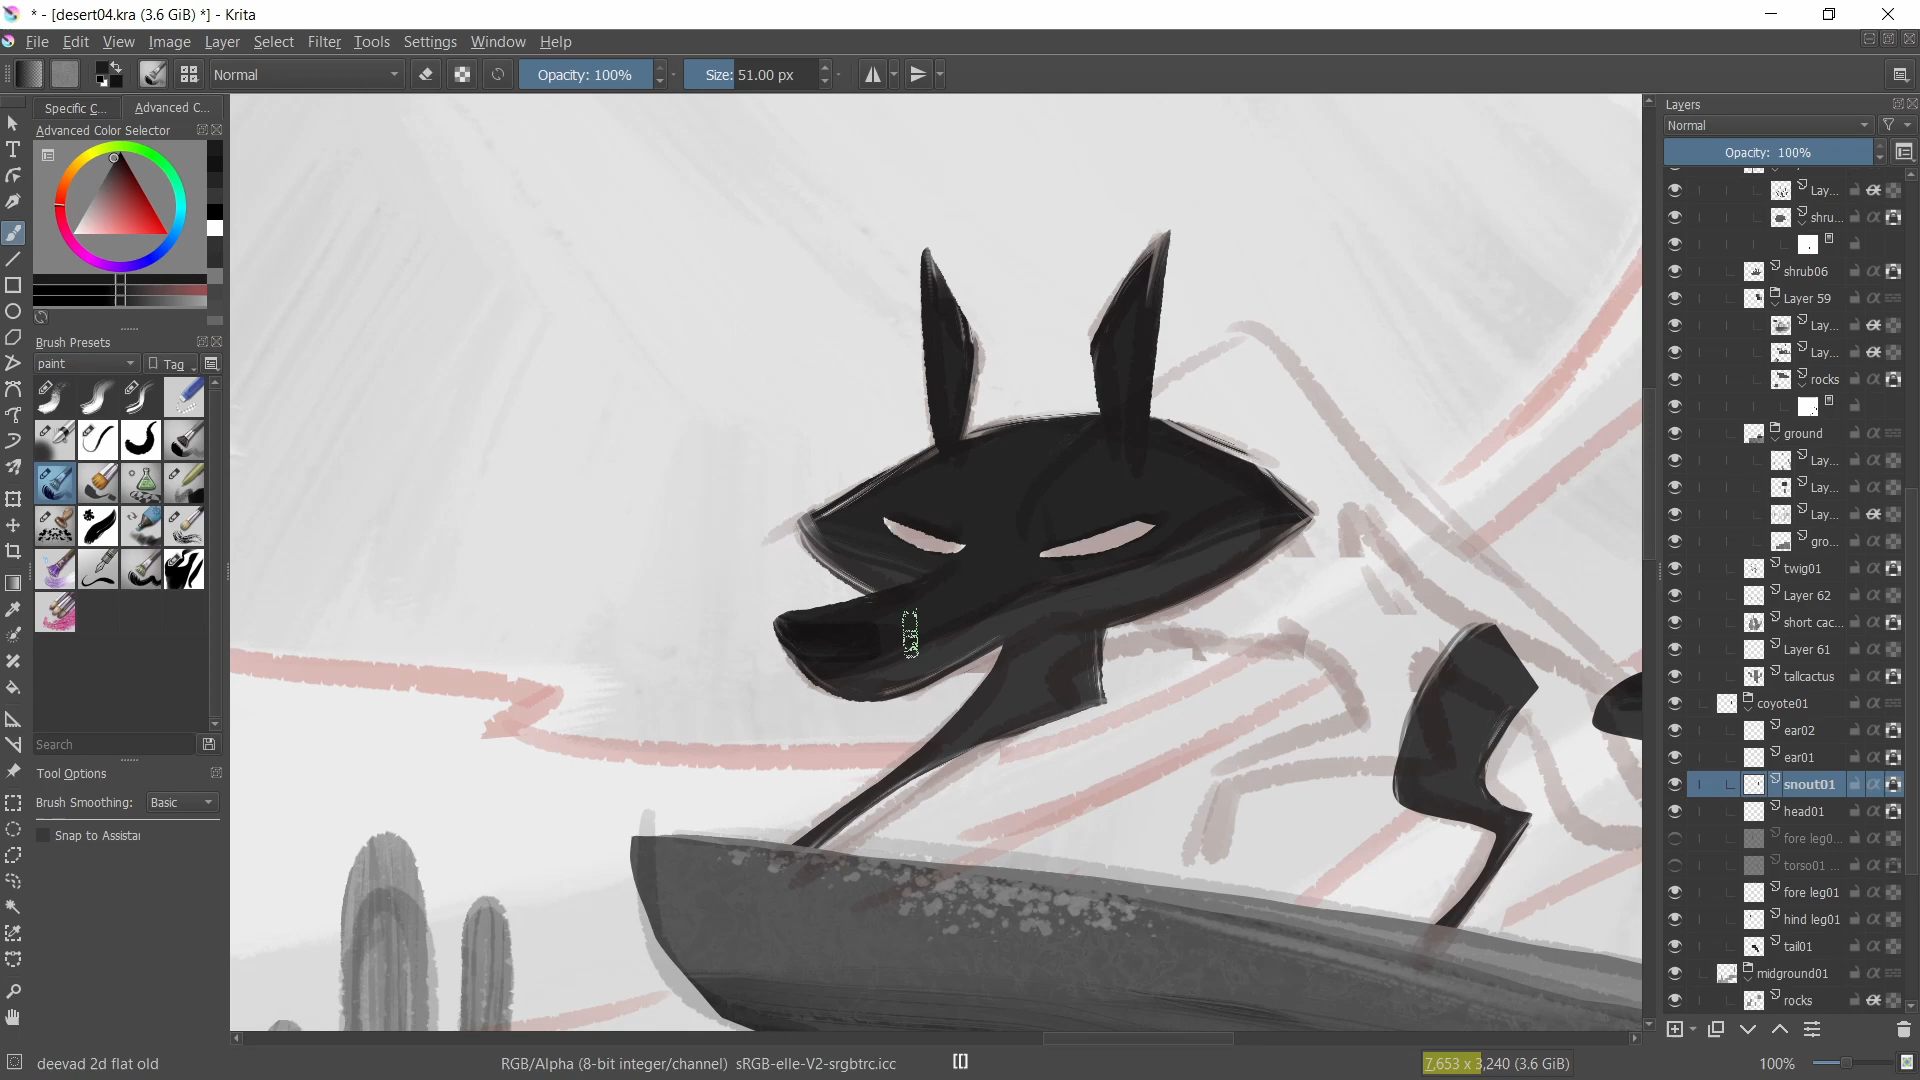 * - [desert04.kra (3.6 GiB) *] - Krita
File Edit View Image Layer Select Filter Tools Settings Window Help
Normal
Opacity: 100%
Size: 51.00 px
Specific C...
Advanced C...
Advanced Color Selector
Brush Presets
paint
Tag
Search
Tool Options
Brush Smoothing: Basic
Snap to Assistar
Layers
Normal
Opacity: 100%
Lay...
shru...
shrub06
Layer 59
Lay...
Lay...
rocks
ground
Lay...
Lay...
Lay...
gro...
twig01
Layer 62
short cac...
Layer 61
tallcactus
coyote01
ear02
ear01
snout01
head01
fore leg0...
torso01 ...
fore leg01
hind leg01
tail01
midground01
rocks
deevad 2d flat old
RGB/Alpha (8-bit integer/channel) sRGB-elle-V2-srgbtrc.icc
7,653 x 3,240 (3.6 GiB)
100%